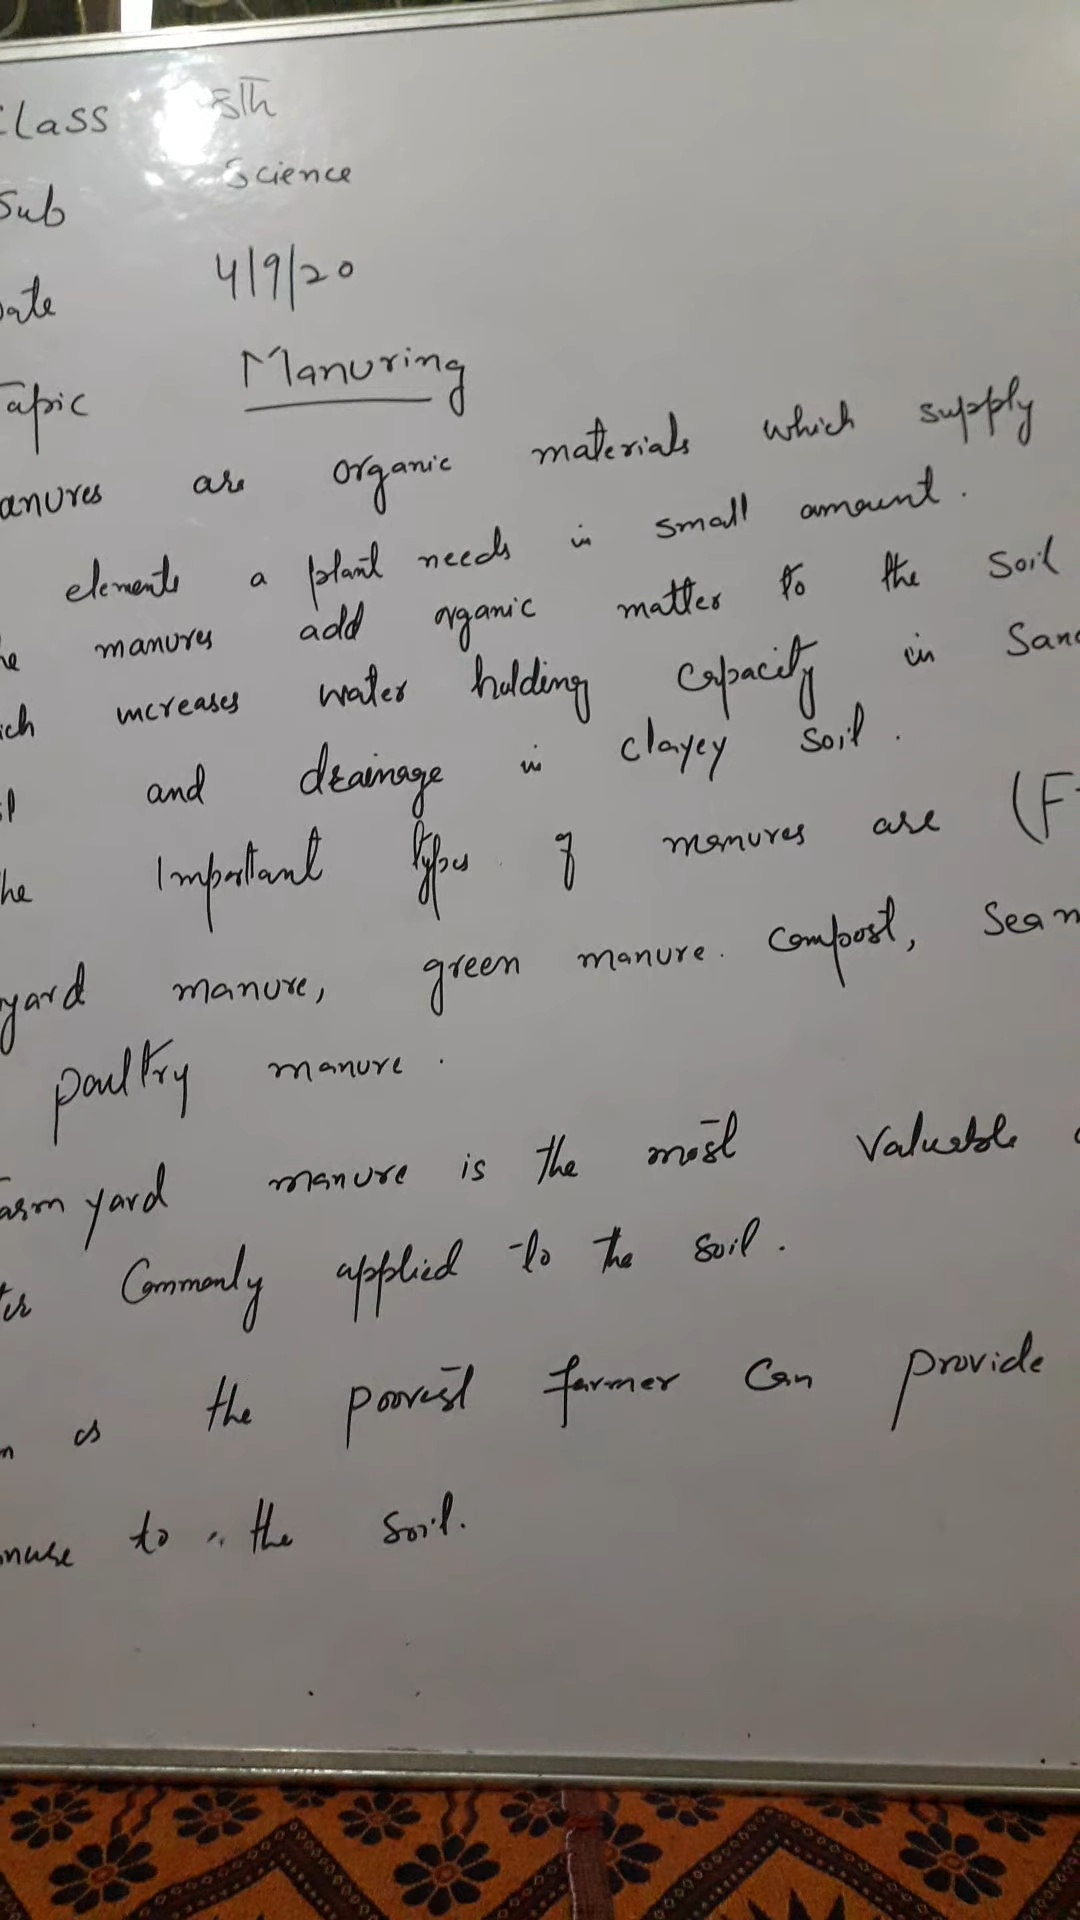 Class 8th
Sub Science
Date 4/9/20
Topic Manuring
anures are organic materials which supply
elements a plant needs in small amount.
he manures add organic matter to the soil
ich increases water holding capacity in San
il and drainage in clayey soil.
he Important types of manures are (F
yard manure, green manure. Compost, Sea
poultry manure.
arm yard manure is the most valuable
Commonly applied to the soil.
the poorest farmer can provide
to the soil.